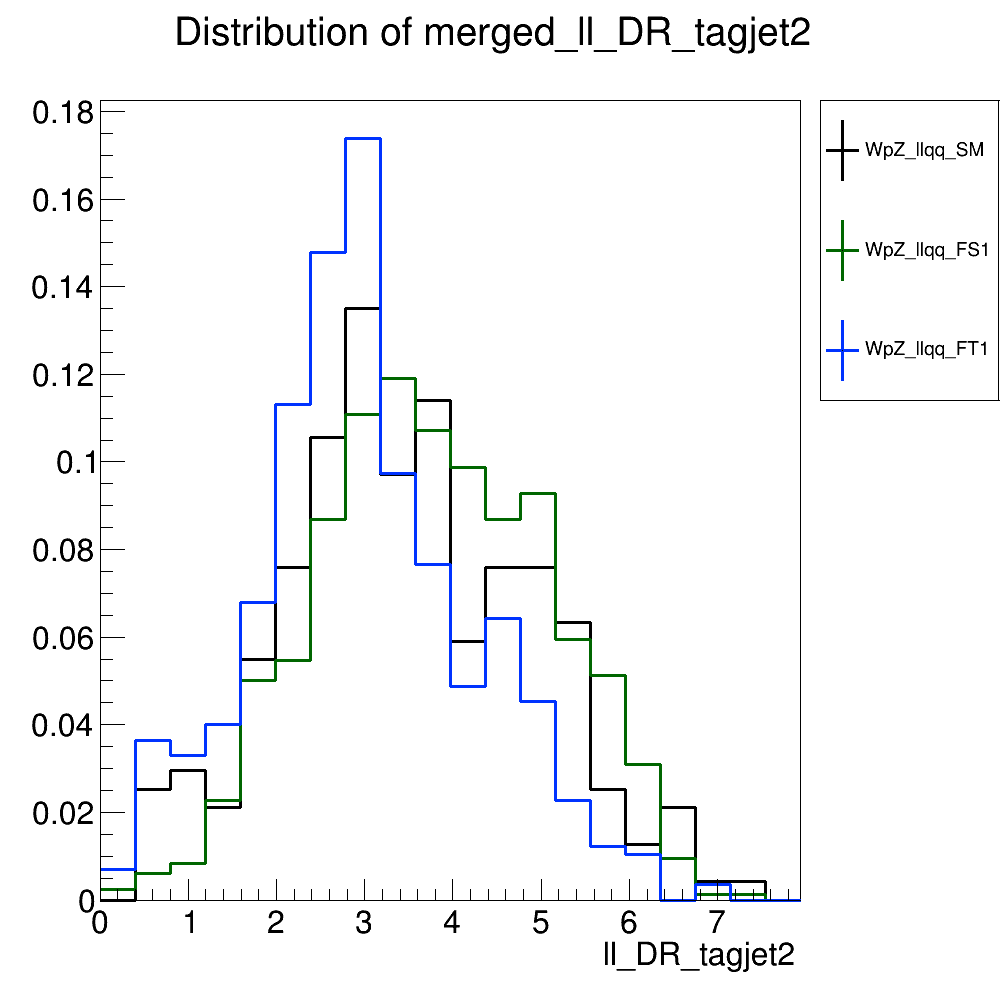 Distribution of merged_ll_DR_tagjet2
0.18
0.16
0.14
0.12
0.1
0.08
0.06
0.04
0.02
0
0 1 2 3 4 5 6 7
ll_DR_tagjet2
WpZ_llqq_SM
WpZ_llqq_FS1
WpZ_llqq_FT1